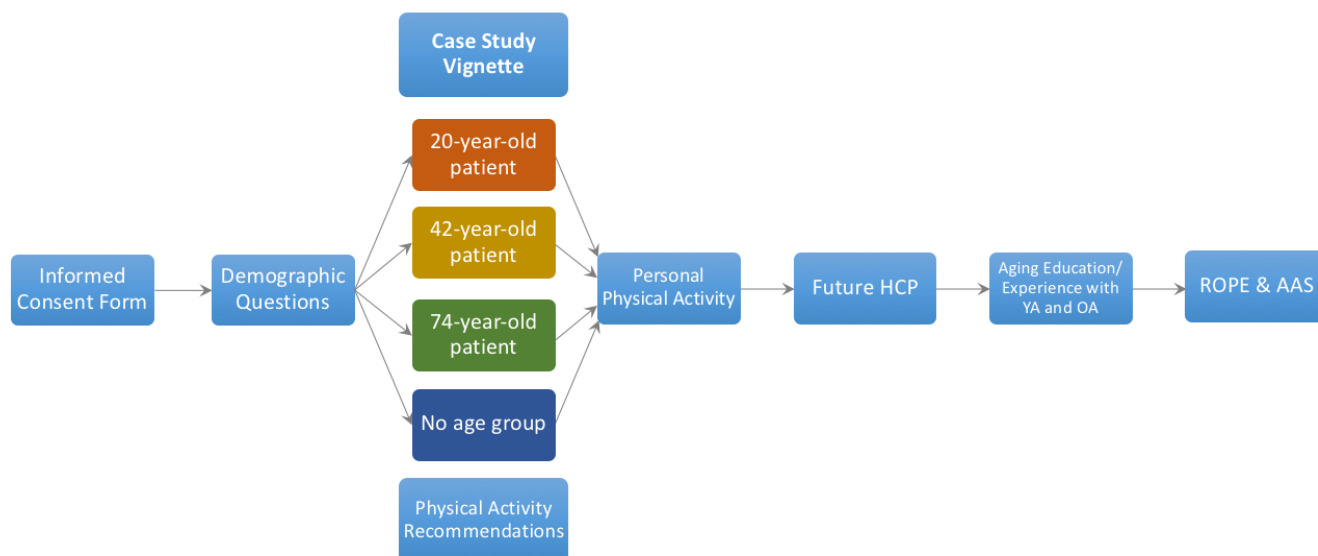 Case Study
Vignette
20-year-old
patient
42-year-old
patient
74-year-old
patient
No age group
Physical Activity
Recommendations
Informed
Consent Form
Demographic
Questions
Personal
Physical Activity
Future HCP
Aging Education/
Experience with
YA and OA
ROPE & AAS